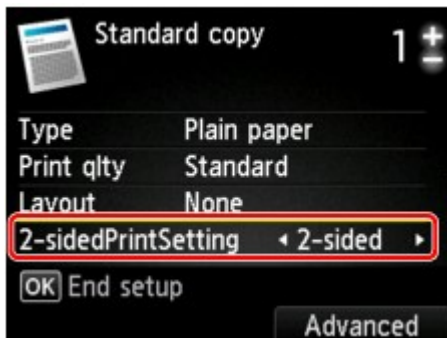 Standard copy
1
Type Plain paper
Print qlty Standard
Layout None
2-sidedPrintSetting 2-sided
OK End setup
Advanced